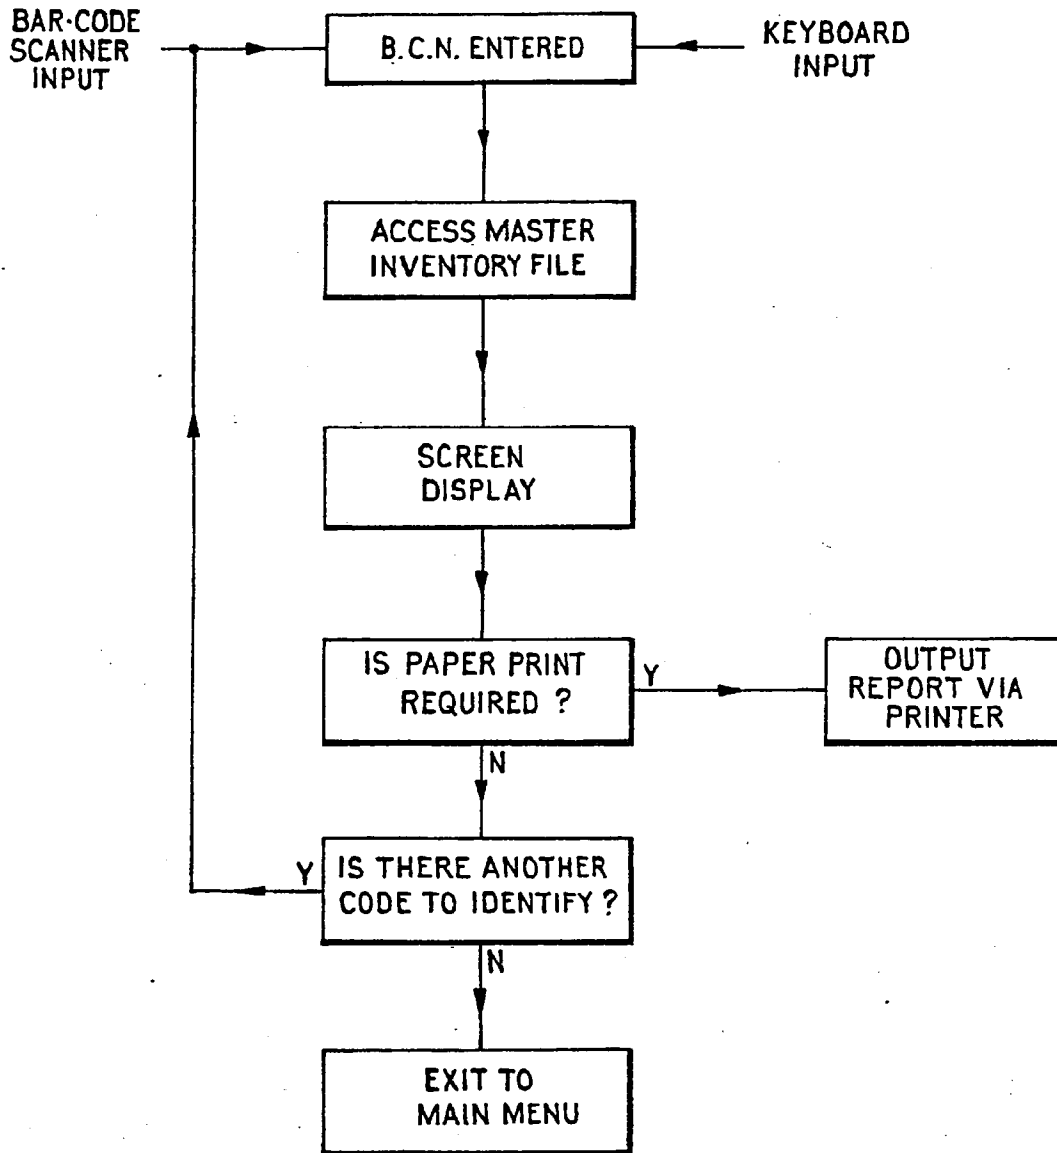 BAR-CODE
SCANNER
INPUT
B.C.N. ENTERED
KEYBOARD
INPUT
ACCESS MASTER
INVENTORY FILE
SCREEN
DISPLAY
IS PAPER PRINT
REQUIRED ?
Y
OUTPUT
REPORT VIA
PRINTER
N
Y
IS THERE ANOTHER
CODE TO IDENTIFY ?
N
EXIT TO
MAIN MENU